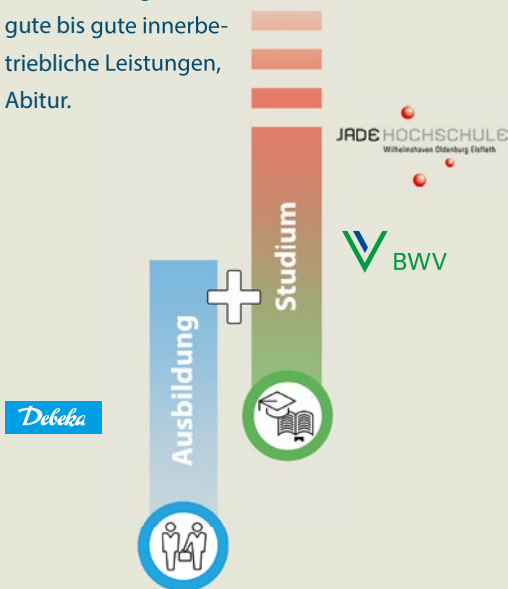 gute bis gute innerbe-
triebliche Leistungen,
Abitur.
JADE HOCHSCHULE
Wilhelmshaven Oldenburg Elsfleth
BWV
Studium
Ausbildung
Debeka